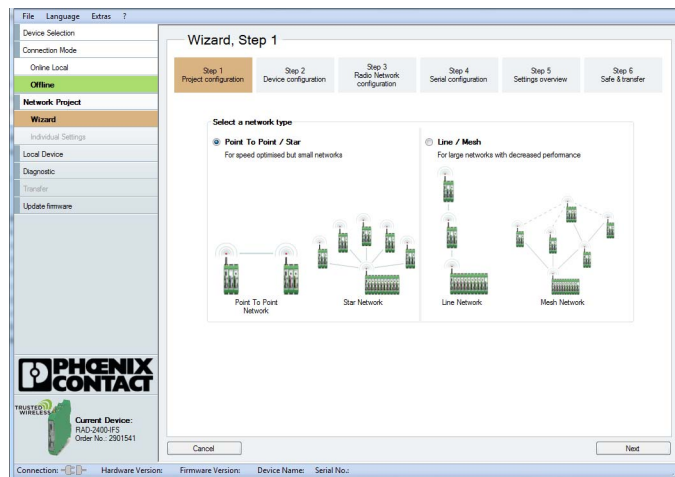 File Language Extras ?
Device Selection
Connection Mode
Online Local
Offline
Network Project
Wizard
Individual Settings
Local Device
Diagnostic
Transfer
Update firmware
PHŒNIX
CONTACT
TRUSTED
WIRELESS
Current Device:
RAD-2400-IFS
Order No.: 2901541
Wizard, Step 1
Step 1
Project configuration
Step 2
Device configuration
Step 3
Radio Network
configuration
Step 4
Serial configuration
Step 5
Settings overview
Step 6
Safe & transfer
Select a network type
Point To Point / Star
For speed optimised but small networks
Line / Mesh
For large networks with decreased performance
Point To Point
Network
Star Network
Line Network
Mesh Network
Cancel
Next
Connection: Hardware Version: Firmware Version: Device Name: Serial No.: